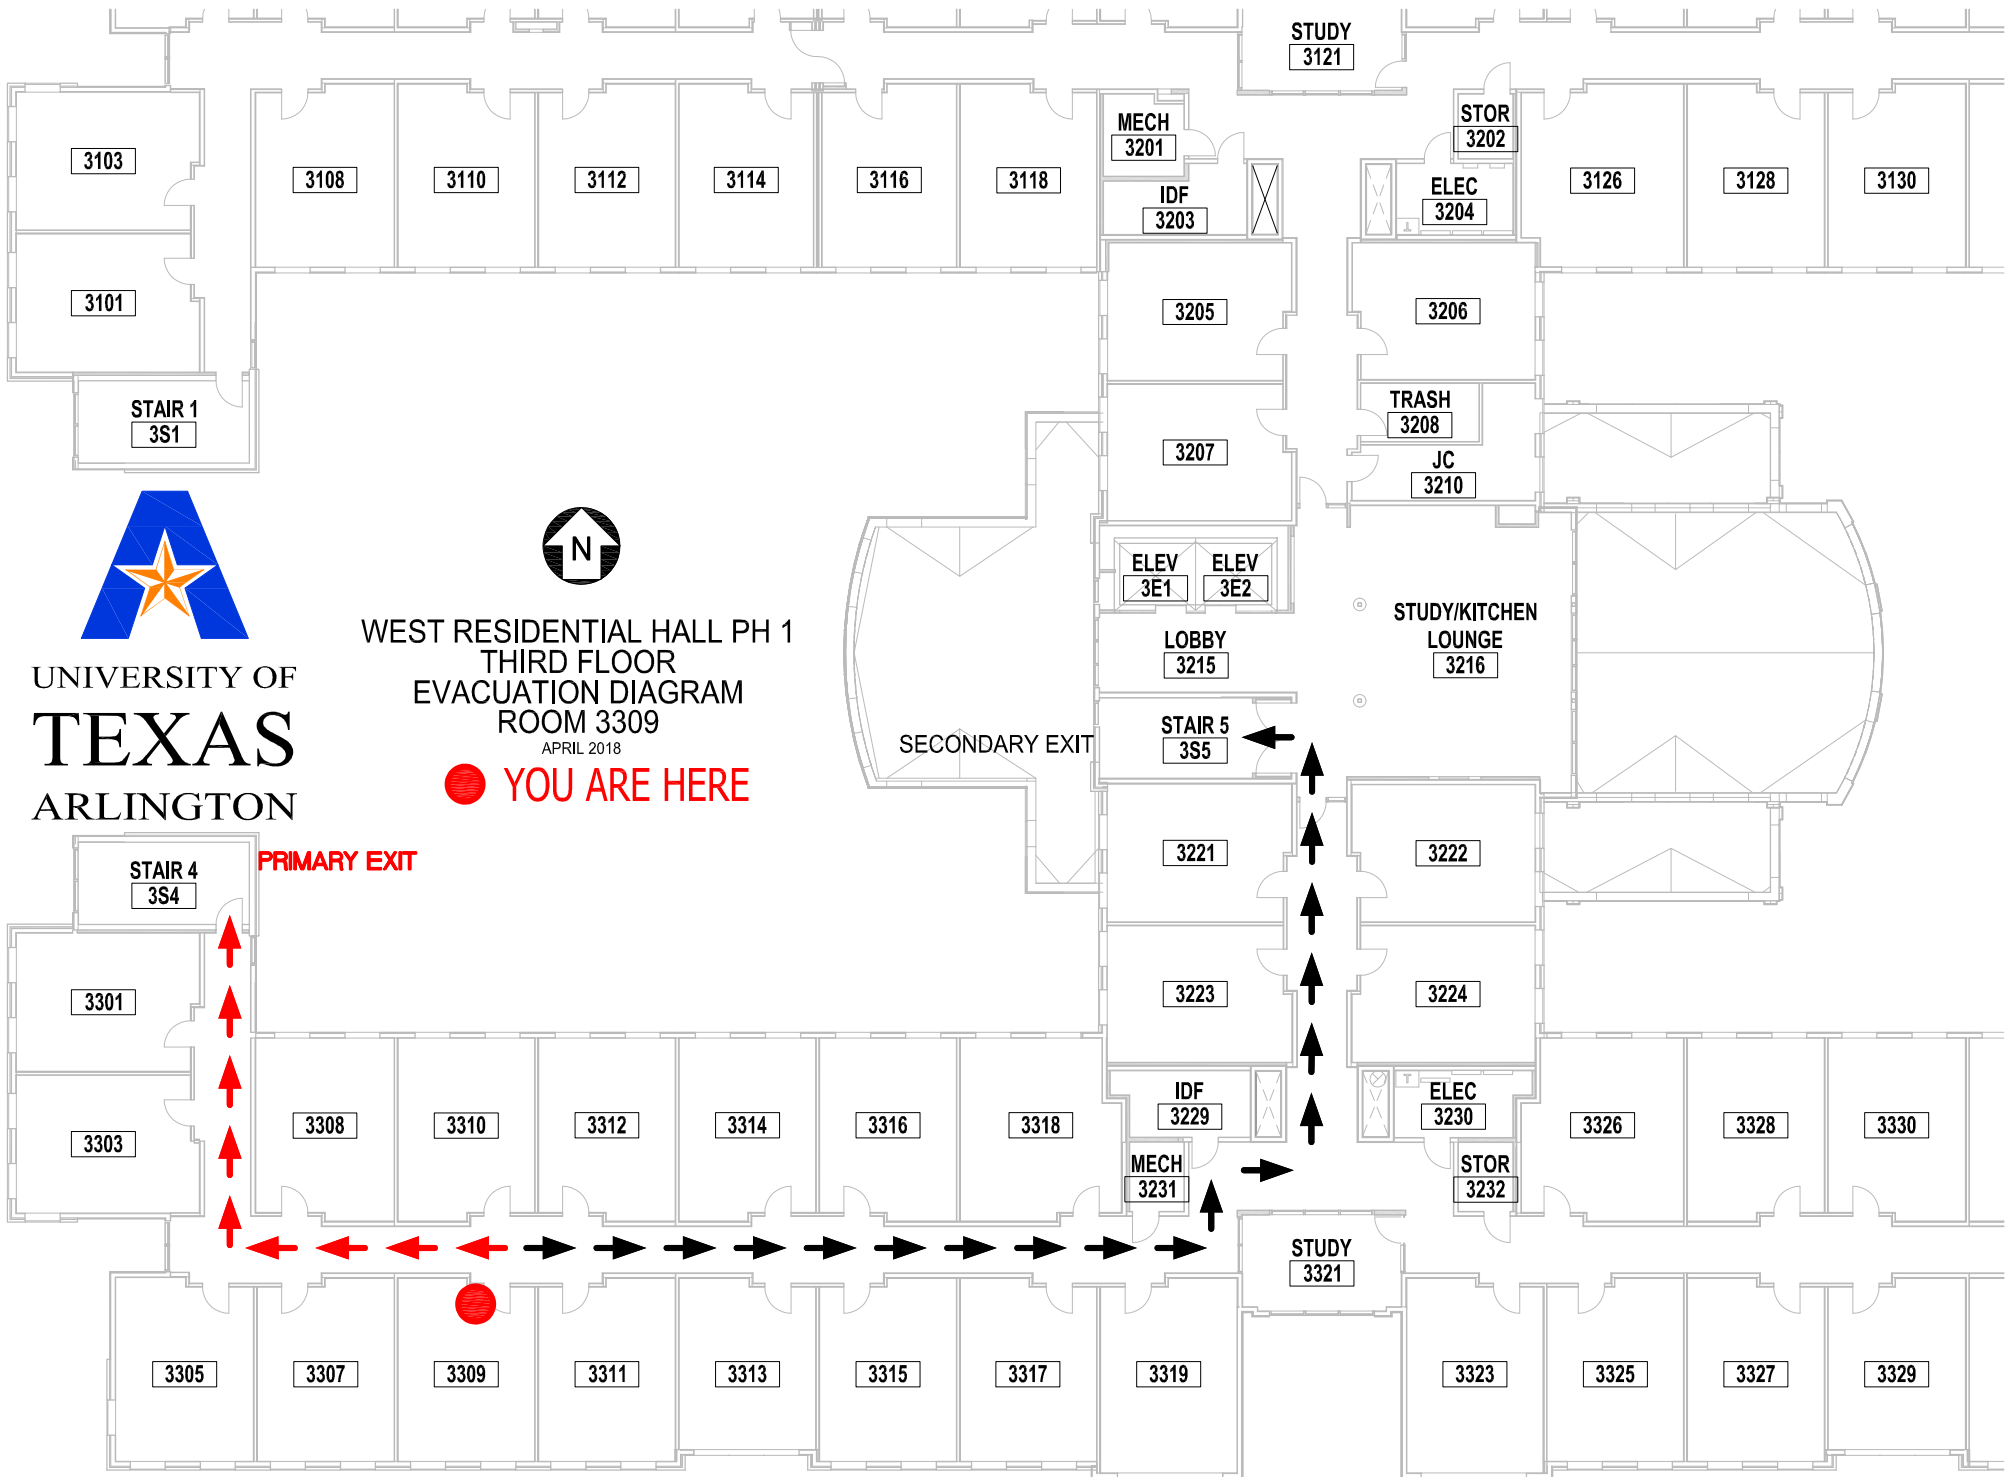 STUDY
3121
MECH
3201
STOR
3202
3103
3108
3110
3112
3114
3116
3118
IDF
3203
ELEC
3204
3126
3128
3130
3101
3205
3206
STAIR 1
3S1
3207
TRASH
3208
JC
3210
N
ELEV
3E1
ELEV
3E2
WEST RESIDENTIAL HALL PH 1
THIRD FLOOR
EVACUATION DIAGRAM
ROOM 3309
APRIL 2018
YOU ARE HERE
UNIVERSITY OF
TEXAS
ARLINGTON
LOBBY
3215
STUDY/KITCHEN
LOUNGE
3216
SECONDARY EXIT
STAIR 5
3S5
STAIR 4
3S4
PRIMARY EXIT
3221
3222
3301
3223
3224
3303
3308
3310
3312
3314
3316
3318
IDF
3229
ELEC
3230
3326
3328
3330
MECH
3231
STOR
3232
STUDY
3321
3305
3307
3309
3311
3313
3315
3317
3319
3323
3325
3327
3329